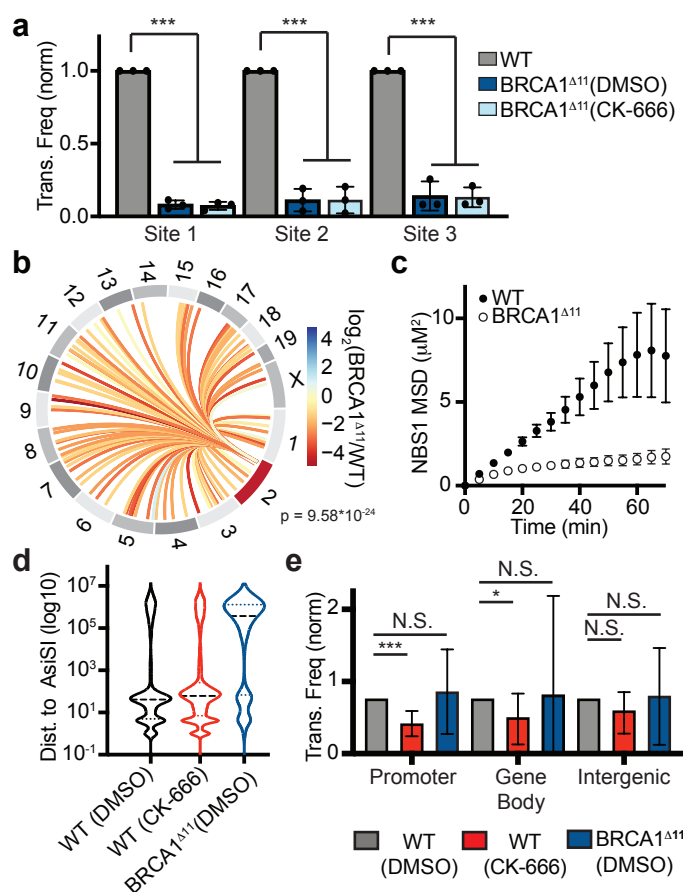 a
Trans. Freq (norm)
1.0
0.5
0.0
***
***
***
WT
BRCA1Δ11(DMSO)
BRCA1Δ11(CK-666)
Site 1
Site 2
Site 3
b
1
2
3
4
5
6
7
8
9
10
11
12
13
14
15
16
17
18
19
X
log2(BRCA1Δ11/WT)
4
2
0
−2
−4
p = 9.58*10-24
c
WT
BRCA1Δ11
NBS1 MSD (μM2)
10
5
0
0
20
40
60
Time (min)
d
Dist. to AsiSI (log10)
107
105
103
101
10-1
WT (DMSO)
WT (CK-666)
BRCA1Δ11(DMSO)
e
Trans. Freq (norm)
2
1
0
N.S.
***
N.S.
*
N.S.
N.S.
Promoter
Gene
Body
Intergenic
WT
(DMSO)
WT
(CK-666)
BRCA1Δ11
(DMSO)